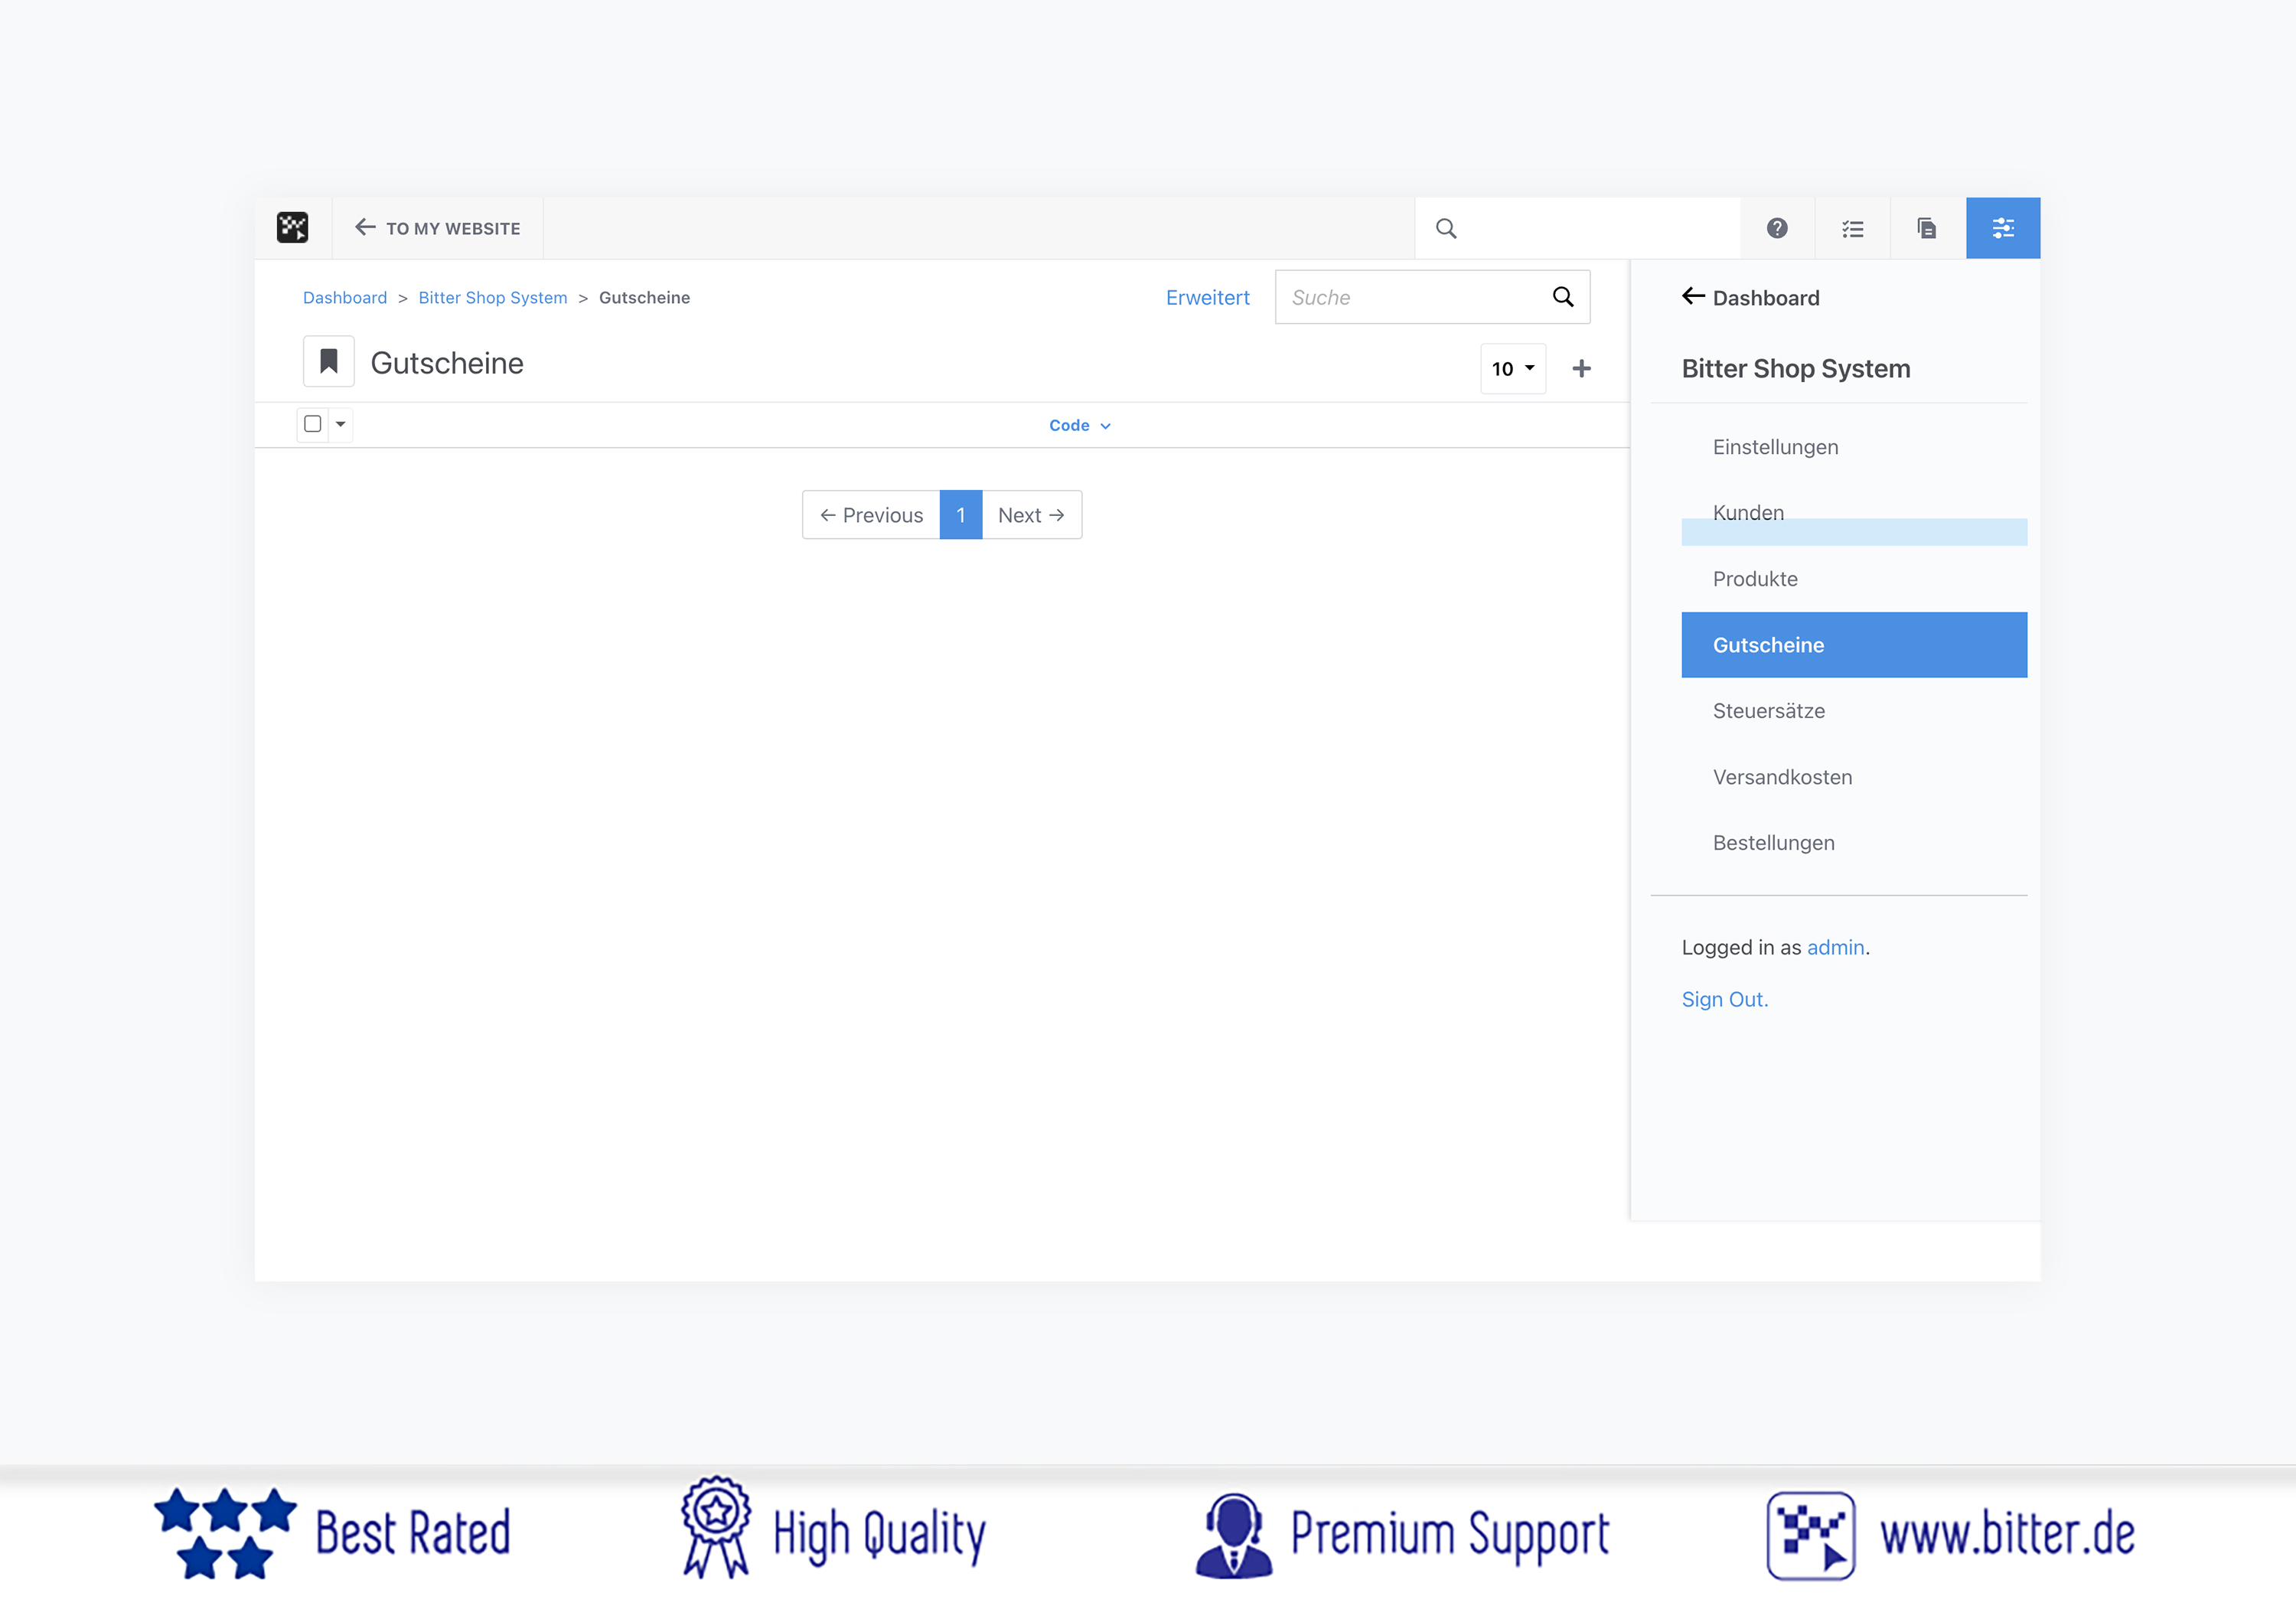 TO MY WEBSITE
Dashboard > Bitter Shop System > Gutscheine
Erweitert
Suche
Gutscheine
10
Code
← Previous 1 Next →
← Dashboard
Bitter Shop System
Einstellungen
Kunden
Produkte
Gutscheine
Steuersätze
Versandkosten
Bestellungen
Logged in as admin.
Sign Out.
Best Rated
High Quality
Premium Support
www.bitter.de